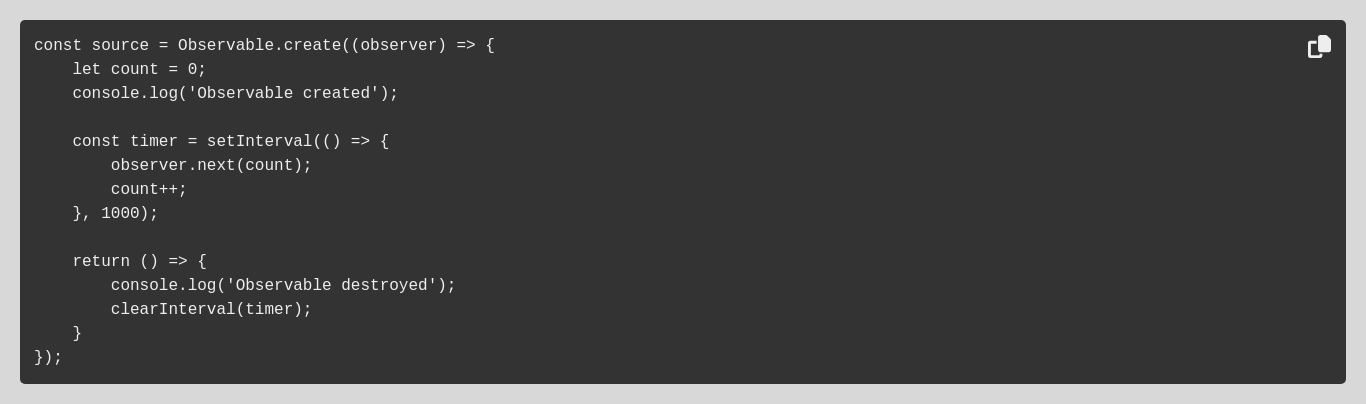 const source = Observable.create((observer) => {
    let count = 0;
    console.log('Observable created');

    const timer = setInterval(() => {
        observer.next(count);
        count++;
    }, 1000);

    return () => {
        console.log('Observable destroyed');
        clearInterval(timer);
    }
});